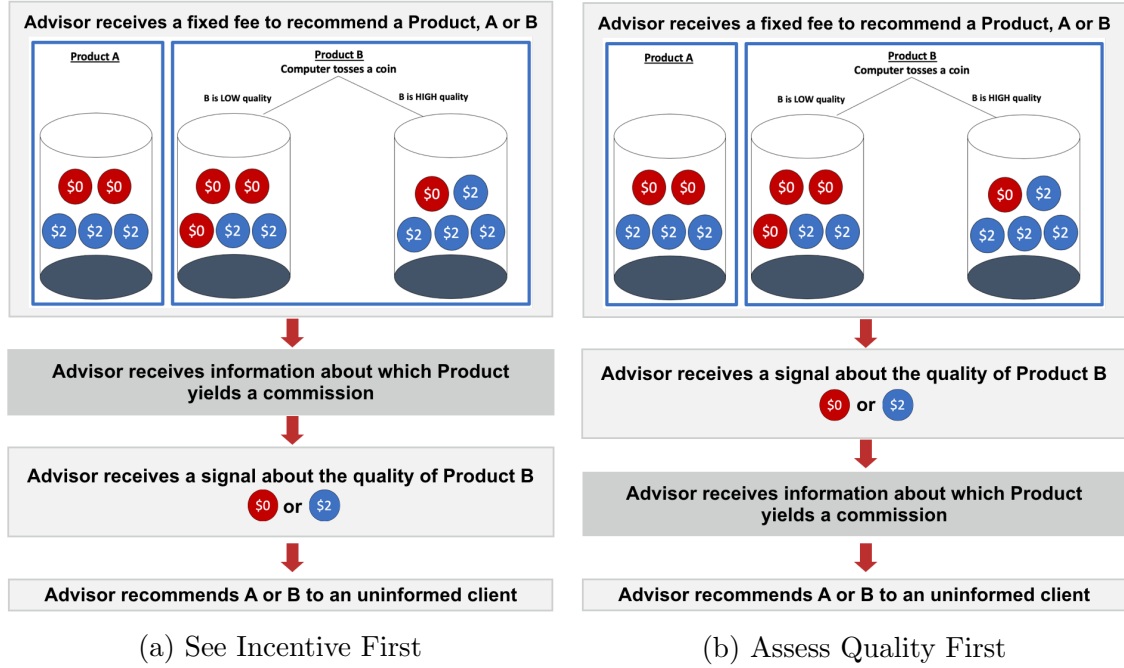 Advisor receives a fixed fee to recommend a Product, A or B
Product A
Product B
Computer tosses a coin
B is LOW quality
B is HIGH quality
$0 $0
$2 $2 $2
$0 $0
$0 $2 $2
$0 $2
$2 $2 $2
Advisor receives information about which Product
yields a commission
Advisor receives a signal about the quality of Product B
$0 or $2
Advisor recommends A or B to an uninformed client
(a) See Incentive First
Advisor receives a fixed fee to recommend a Product, A or B
Product A
Product B
Computer tosses a coin
B is LOW quality
B is HIGH quality
$0 $0
$2 $2 $2
$0 $0
$0 $2 $2
$0 $2
$2 $2 $2
Advisor receives a signal about the quality of Product B
$0 or $2
Advisor receives information about which Product
yields a commission
Advisor recommends A or B to an uninformed client
(b) Assess Quality First